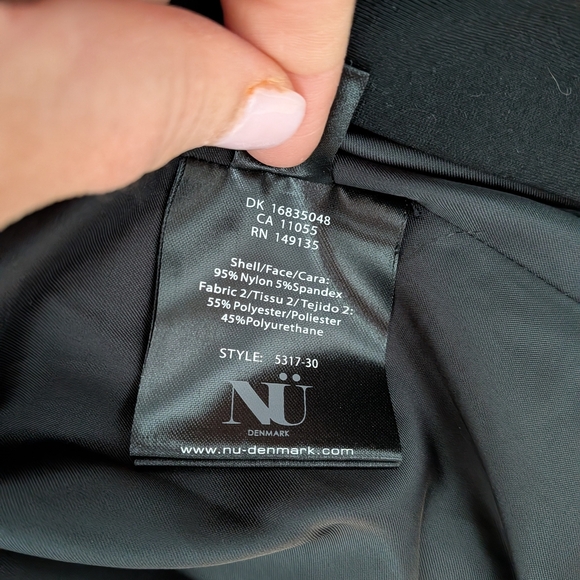 DK 16835048
CA 11055
RN 149135
Shell/Face/Cara:
95% Nylon 5%Spandex
Fabric 2/Tissu 2/Tejido 2:
55% Polyester/Poliester
45%Polyurethane
STYLE: 5317-30
NÜ
DENMARK
www.nu-denmark.com